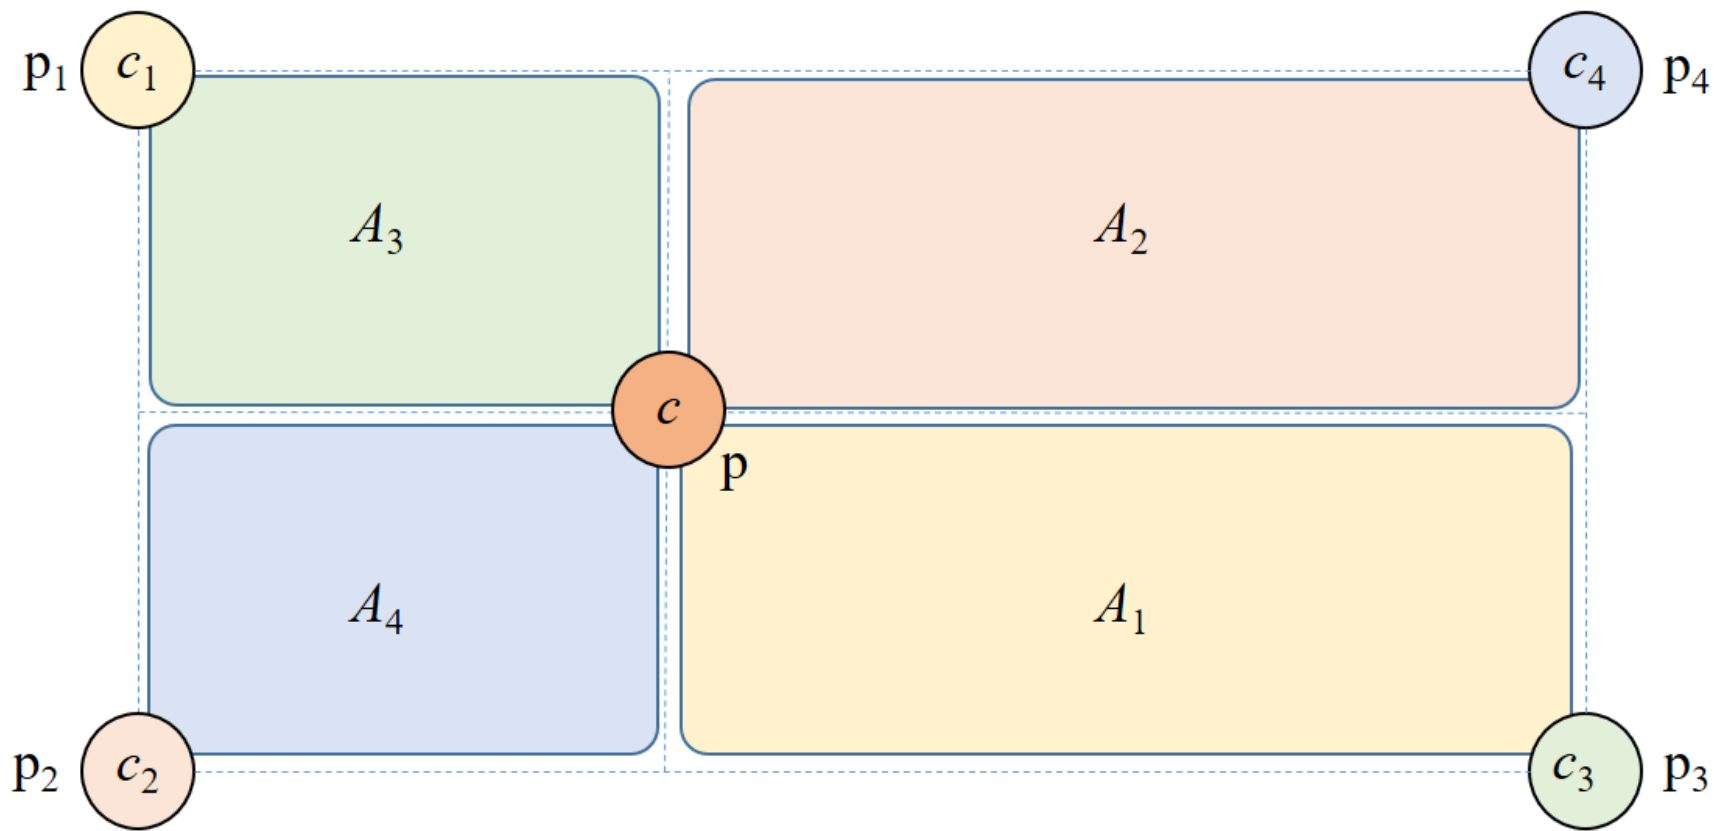 p₁ c₁ c₄ p₄
A₃ A₂
c
p
A₄ A₁
p₂ c₂ c₃ p₃